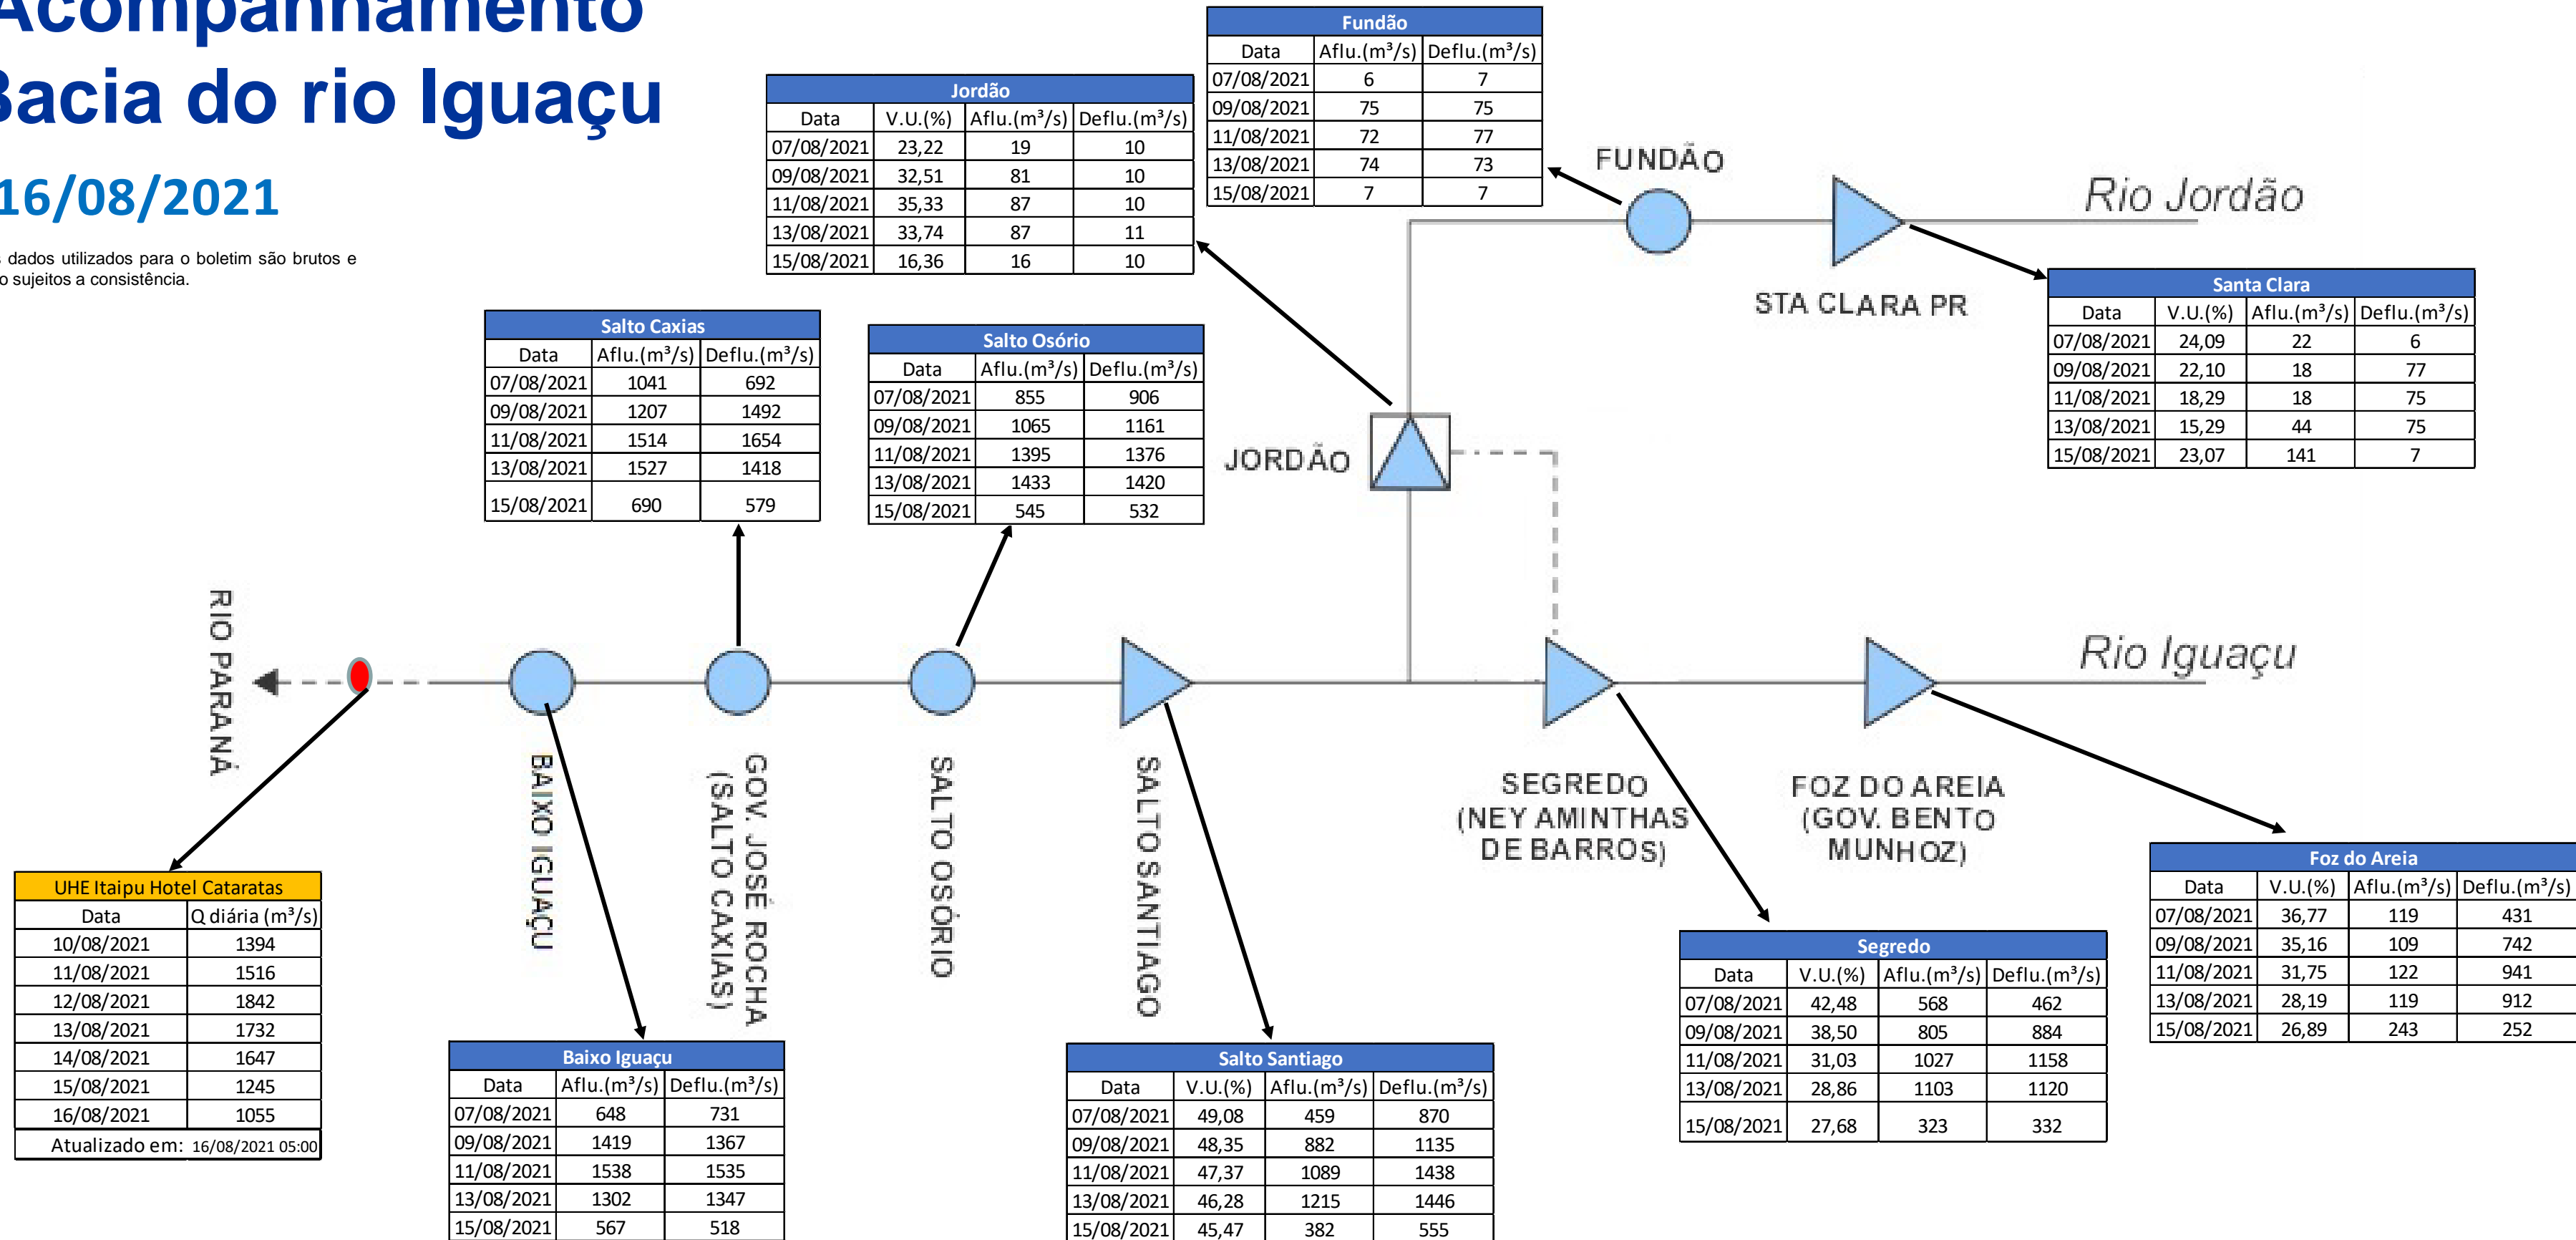 Acompanhamento
Bacia do rio Iguaçu
16/08/2021
s dados utilizados para o boletim são brutos e
o sujeitos a consistência.
Fundão
Data Aflu.(m³/s) Deflu.(m³/s)
07/08/2021 6 7
09/08/2021 75 75
11/08/2021 72 77
13/08/2021 74 73
15/08/2021 7 7
Jordão
Data V.U.(%) Aflu.(m³/s) Deflu.(m³/s)
07/08/2021 23,22 19 10
09/08/2021 32,51 81 10
11/08/2021 35,33 87 10
13/08/2021 33,74 87 11
15/08/2021 16,36 16 10
FUNDÃO
Rio Jordão
STA CLARA PR
Santa Clara
Data V.U.(%) Aflu.(m³/s) Deflu.(m³/s)
07/08/2021 24,09 22 6
09/08/2021 22,10 18 77
11/08/2021 18,29 18 75
13/08/2021 15,29 44 75
15/08/2021 23,07 141 7
Salto Caxias
Data Aflu.(m³/s) Deflu.(m³/s)
07/08/2021 1041 692
09/08/2021 1207 1492
11/08/2021 1514 1654
13/08/2021 1527 1418
15/08/2021 690 579
Salto Osório
Data Aflu.(m³/s) Deflu.(m³/s)
07/08/2021 855 906
09/08/2021 1065 1161
11/08/2021 1395 1376
13/08/2021 1433 1420
15/08/2021 545 532
JORDÃO
RIO PARANÁ
Rio Iguaçu
BAIXO IGUAÇU
GOV. JOSÉ ROCHA
(SALTO CAXIAS)
SALTO OSÓRIO
SALTO SANTIAGO
SEGREDO
(NEY AMINTHAS
DE BARROS)
FOZ DO AREIA
(GOV. BENTO
MUNHOZ)
UHE Itaipu Hotel Cataratas
Data Q diária (m³/s)
10/08/2021 1394
11/08/2021 1516
12/08/2021 1842
13/08/2021 1732
14/08/2021 1647
15/08/2021 1245
16/08/2021 1055
Atualizado em: 16/08/2021 05:00
Baixo Iguaçu
Data Aflu.(m³/s) Deflu.(m³/s)
07/08/2021 648 731
09/08/2021 1419 1367
11/08/2021 1538 1535
13/08/2021 1302 1347
15/08/2021 567 518
Salto Santiago
Data V.U.(%) Aflu.(m³/s) Deflu.(m³/s)
07/08/2021 49,08 459 870
09/08/2021 48,35 882 1135
11/08/2021 47,37 1089 1438
13/08/2021 46,28 1215 1446
15/08/2021 45,47 382 555
Segredo
Data V.U.(%) Aflu.(m³/s) Deflu.(m³/s)
07/08/2021 42,48 568 462
09/08/2021 38,50 805 884
11/08/2021 31,03 1027 1158
13/08/2021 28,86 1103 1120
15/08/2021 27,68 323 332
Foz do Areia
Data V.U.(%) Aflu.(m³/s) Deflu.(m³/s)
07/08/2021 36,77 119 431
09/08/2021 35,16 109 742
11/08/2021 31,75 122 941
13/08/2021 28,19 119 912
15/08/2021 26,89 243 252